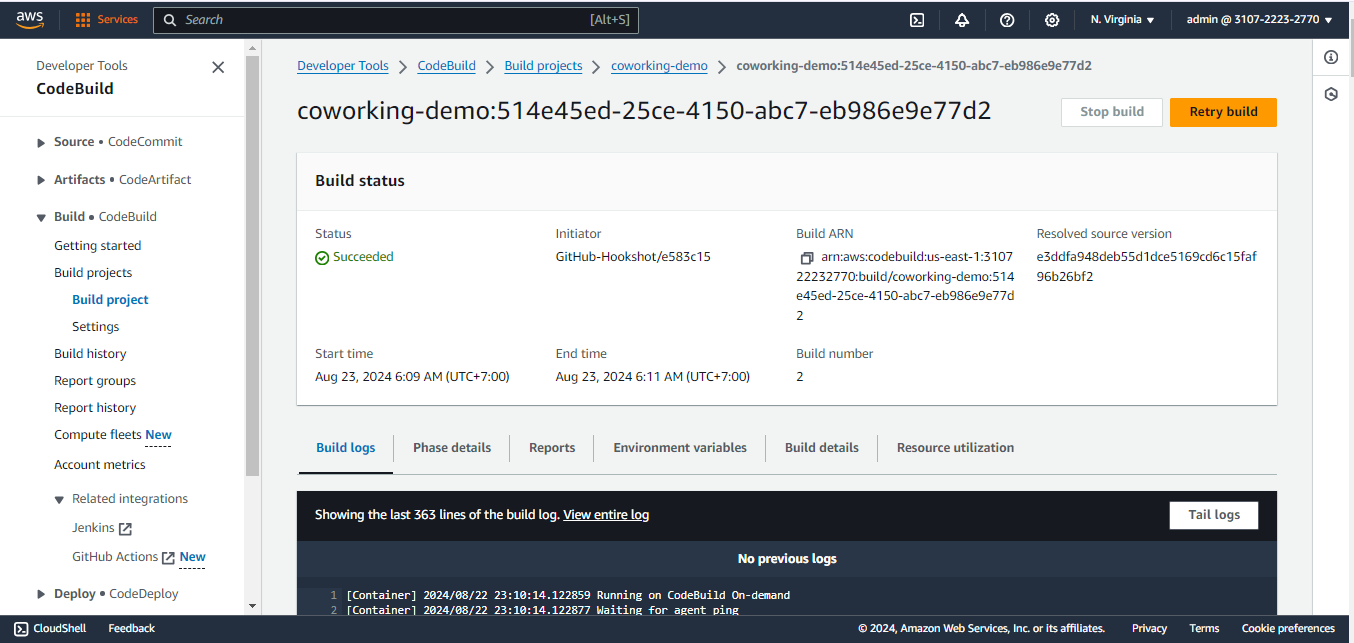 aws
Services
Search [Alt+S]
N. Virginia
admin @ 3107-2223-2770
Developer Tools
CodeBuild
Source • CodeCommit
Artifacts • CodeArtifact
Build • CodeBuild
Getting started
Build projects
Build project
Settings
Build history
Report groups
Report history
Compute fleets New
Account metrics
Related integrations
Jenkins
GitHub Actions New
Deploy • CodeDeploy
Developer Tools > CodeBuild > Build projects > coworking-demo > coworking-demo:514e45ed-25ce-4150-abc7-eb986e9e77d2
coworking-demo:514e45ed-25ce-4150-abc7-eb986e9e77d2
Stop build
Retry build
Build status
Status
Succeeded
Initiator
GitHub-Hookshot/e583c15
Build ARN
arn:aws:codebuild:us-east-1:3107
22232770:build/coworking-demo:514
e45ed-25ce-4150-abc7-eb986e9e77d
2
Resolved source version
e3ddfa948deb55d1dce5169cd6c15faf
96b26bf2
Start time
Aug 23, 2024 6:09 AM (UTC+7:00)
End time
Aug 23, 2024 6:11 AM (UTC+7:00)
Build number
2
Build logs
Phase details
Reports
Environment variables
Build details
Resource utilization
Showing the last 363 lines of the build log. View entire log
Tail logs
No previous logs
1 [Container] 2024/08/22 23:10:14.122859 Running on CodeBuild On-demand
2 [Container] 2024/08/22 23:10:14.122877 Waiting for agent ping
CloudShell
Feedback
© 2024, Amazon Web Services, Inc. or its affiliates.
Privacy
Terms
Cookie preferences